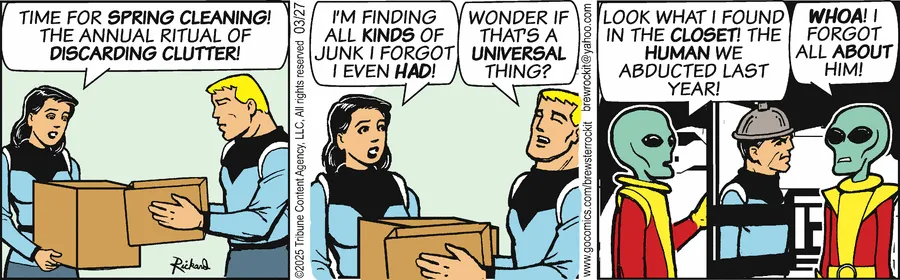 TIME FOR SPRING CLEANING!
THE ANNUAL RITUAL OF
DISCARDING CLUTTER!
Rickard
©2025 Tribune Content Agency, LLC. All rights reserved 03/27
I'M FINDING
ALL KINDS OF
JUNK I FORGOT
I EVEN HAD!
WONDER IF
THAT'S A
UNIVERSAL
THING?
www.gocomics.com/brewsterrockit brewrockit@yahoo.com
LOOK WHAT I FOUND
IN THE CLOSET! THE
HUMAN WE
ABDUCTED LAST
YEAR!
WHOA! I
FORGOT
ALL ABOUT
HIM!